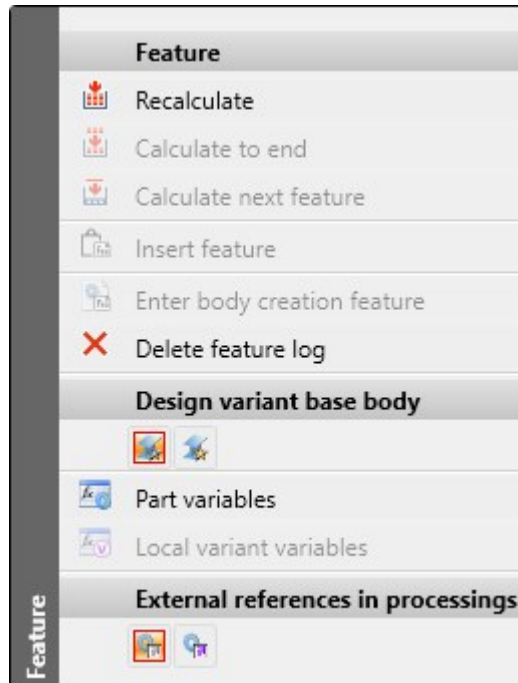 Feature
Recalculate
Calculate to end
Calculate next feature
Insert feature
Enter body creation feature
Delete feature log
Design variant base body
Part variables
Local variant variables
External references in processings
Feature